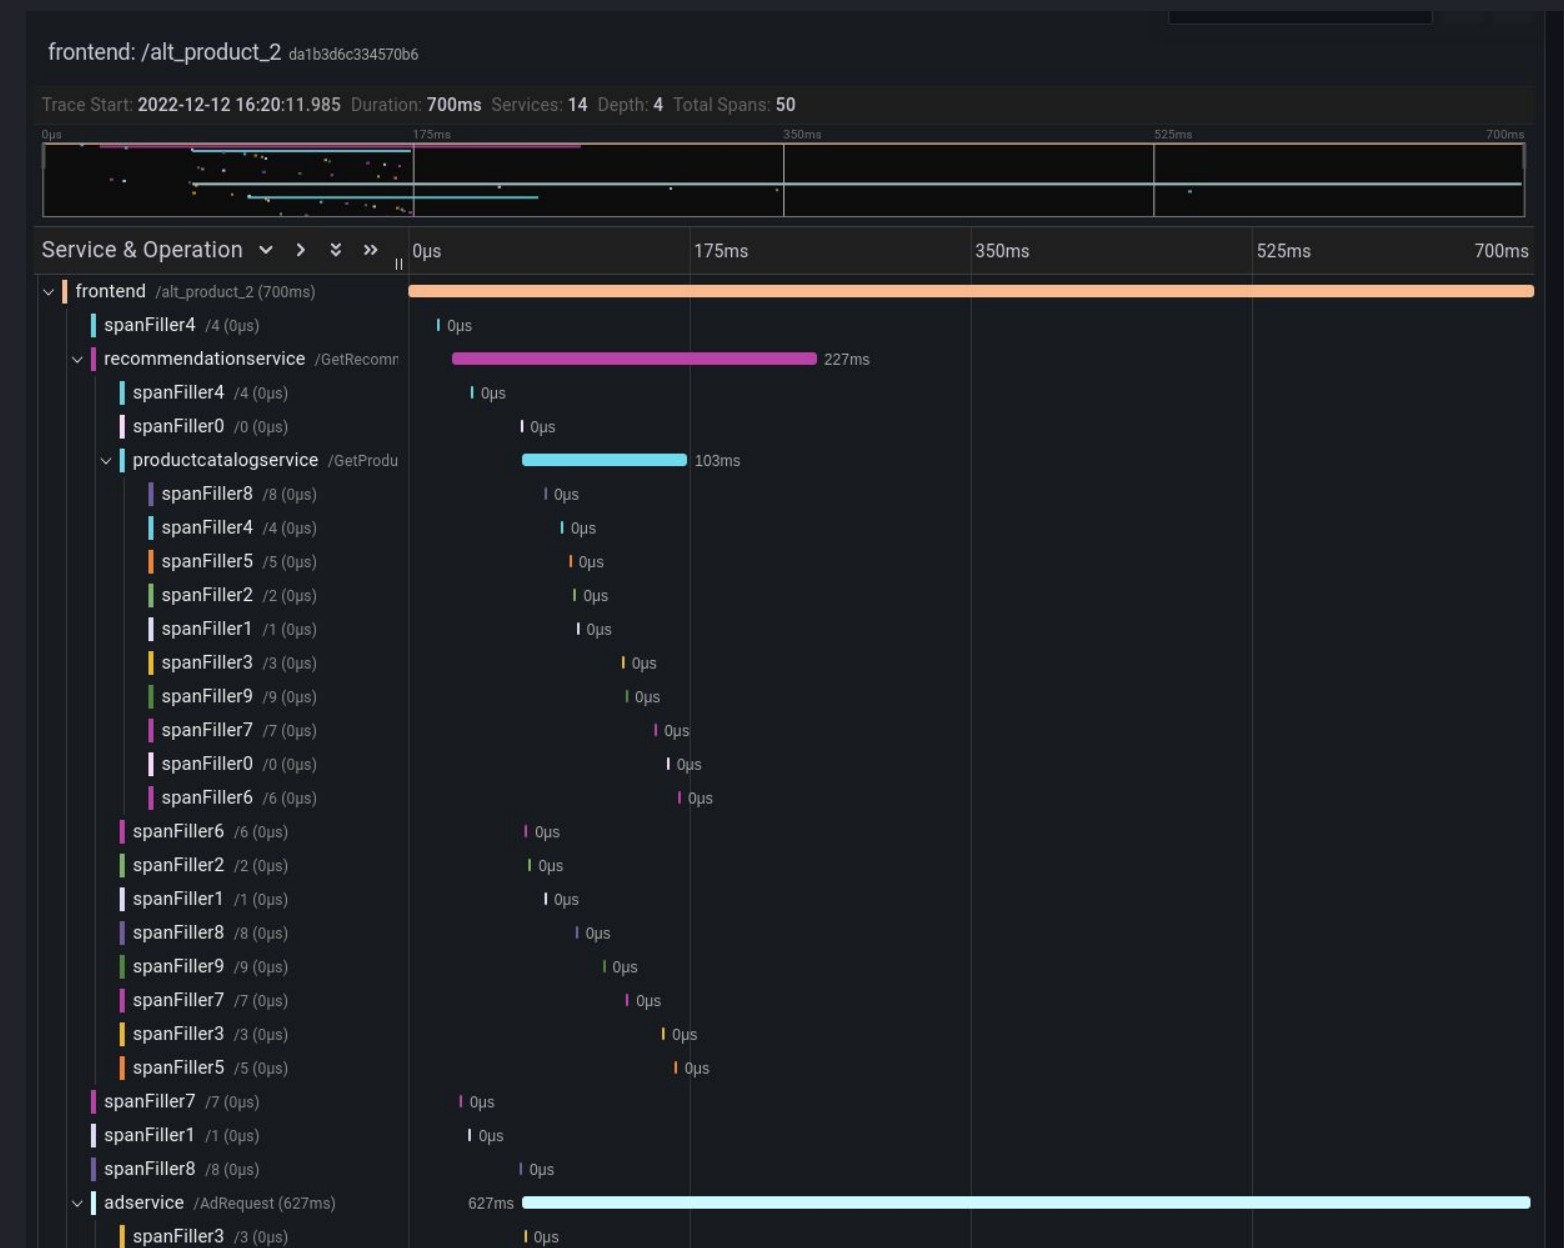 frontend: /alt_product_2 da1b3d6c334570b6
Trace Start: 2022-12-12 16:20:11.985 Duration: 700ms Services: 14 Depth: 4 Total Spans: 50
0μs 175ms 350ms 525ms 700ms
Service & Operation 0μs 175ms 350ms 525ms 700ms
frontend /alt_product_2 (700ms)
spanFiller4 /4 (0μs) 0μs
recommendationservice /GetRecomm 227ms
spanFiller4 /4 (0μs) 0μs
spanFiller0 /0 (0μs) 0μs
productcatalogservice /GetProdu 103ms
spanFiller8 /8 (0μs) 0μs
spanFiller4 /4 (0μs) 0μs
spanFiller5 /5 (0μs) 0μs
spanFiller2 /2 (0μs) 0μs
spanFiller1 /1 (0μs) 0μs
spanFiller3 /3 (0μs) 0μs
spanFiller9 /9 (0μs) 0μs
spanFiller7 /7 (0μs) 0μs
spanFiller0 /0 (0μs) 0μs
spanFiller6 /6 (0μs) 0μs
spanFiller6 /6 (0μs) 0μs
spanFiller2 /2 (0μs) 0μs
spanFiller1 /1 (0μs) 0μs
spanFiller8 /8 (0μs) 0μs
spanFiller9 /9 (0μs) 0μs
spanFiller7 /7 (0μs) 0μs
spanFiller3 /3 (0μs) 0μs
spanFiller5 /5 (0μs) 0μs
spanFiller7 /7 (0μs) 0μs
spanFiller1 /1 (0μs) 0μs
spanFiller8 /8 (0μs) 0μs
adservice /AdRequest (627ms) 627ms
spanFiller3 /3 (0μs) 0μs